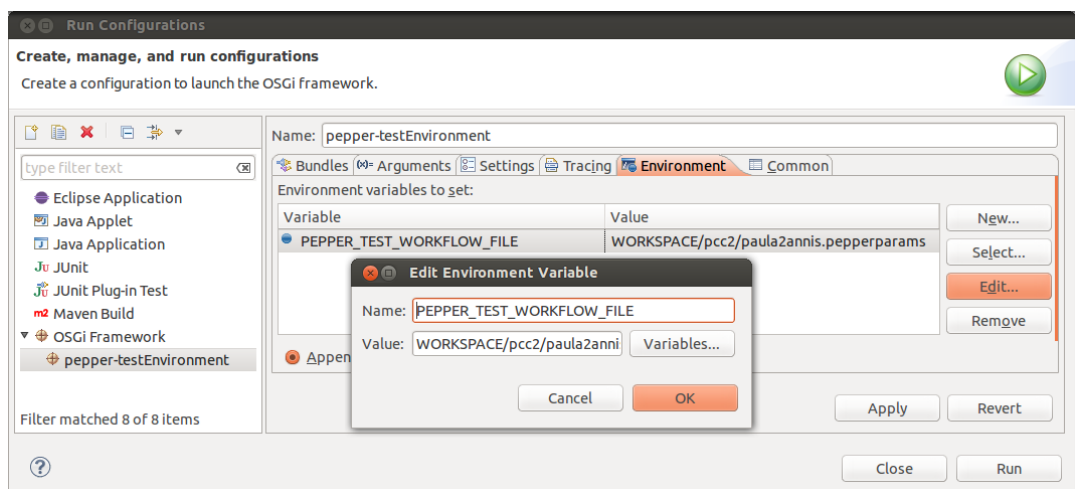 Run Configurations
Create, manage, and run configurations
Create a configuration to launch the OSGi framework.
Name: pepper-testEnvironment
type filter text
Bundles (x)= Arguments Settings Tracing Environment Common
Environment variables to set:
Eclipse Application
Java Applet
Java Application
Ju JUnit
Jü JUnit Plug-in Test
m2 Maven Build
OSGi Framework
pepper-testEnvironment
Filter matched 8 of 8 items
Variable Value
PEPPER_TEST_WORKFLOW_FILE WORKSPACE/pcc2/paula2annis.pepperparams
New...
Select...
Edit...
Remove
Edit Environment Variable
Name: PEPPER_TEST_WORKFLOW_FILE
Value: WORKSPACE/pcc2/paula2anni Variables...
Cancel OK
Appen
Apply Revert
? Close Run